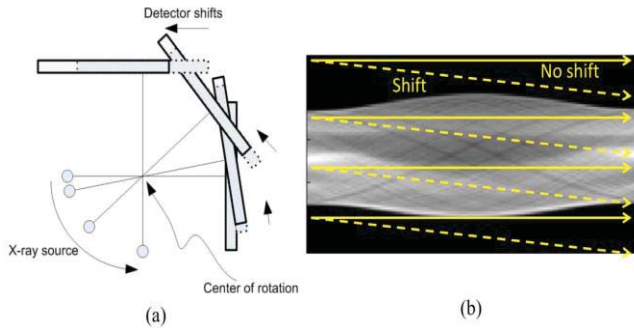 Detector shifts
X-ray source
Center of rotation
(a)
No shift
Shift
(b)